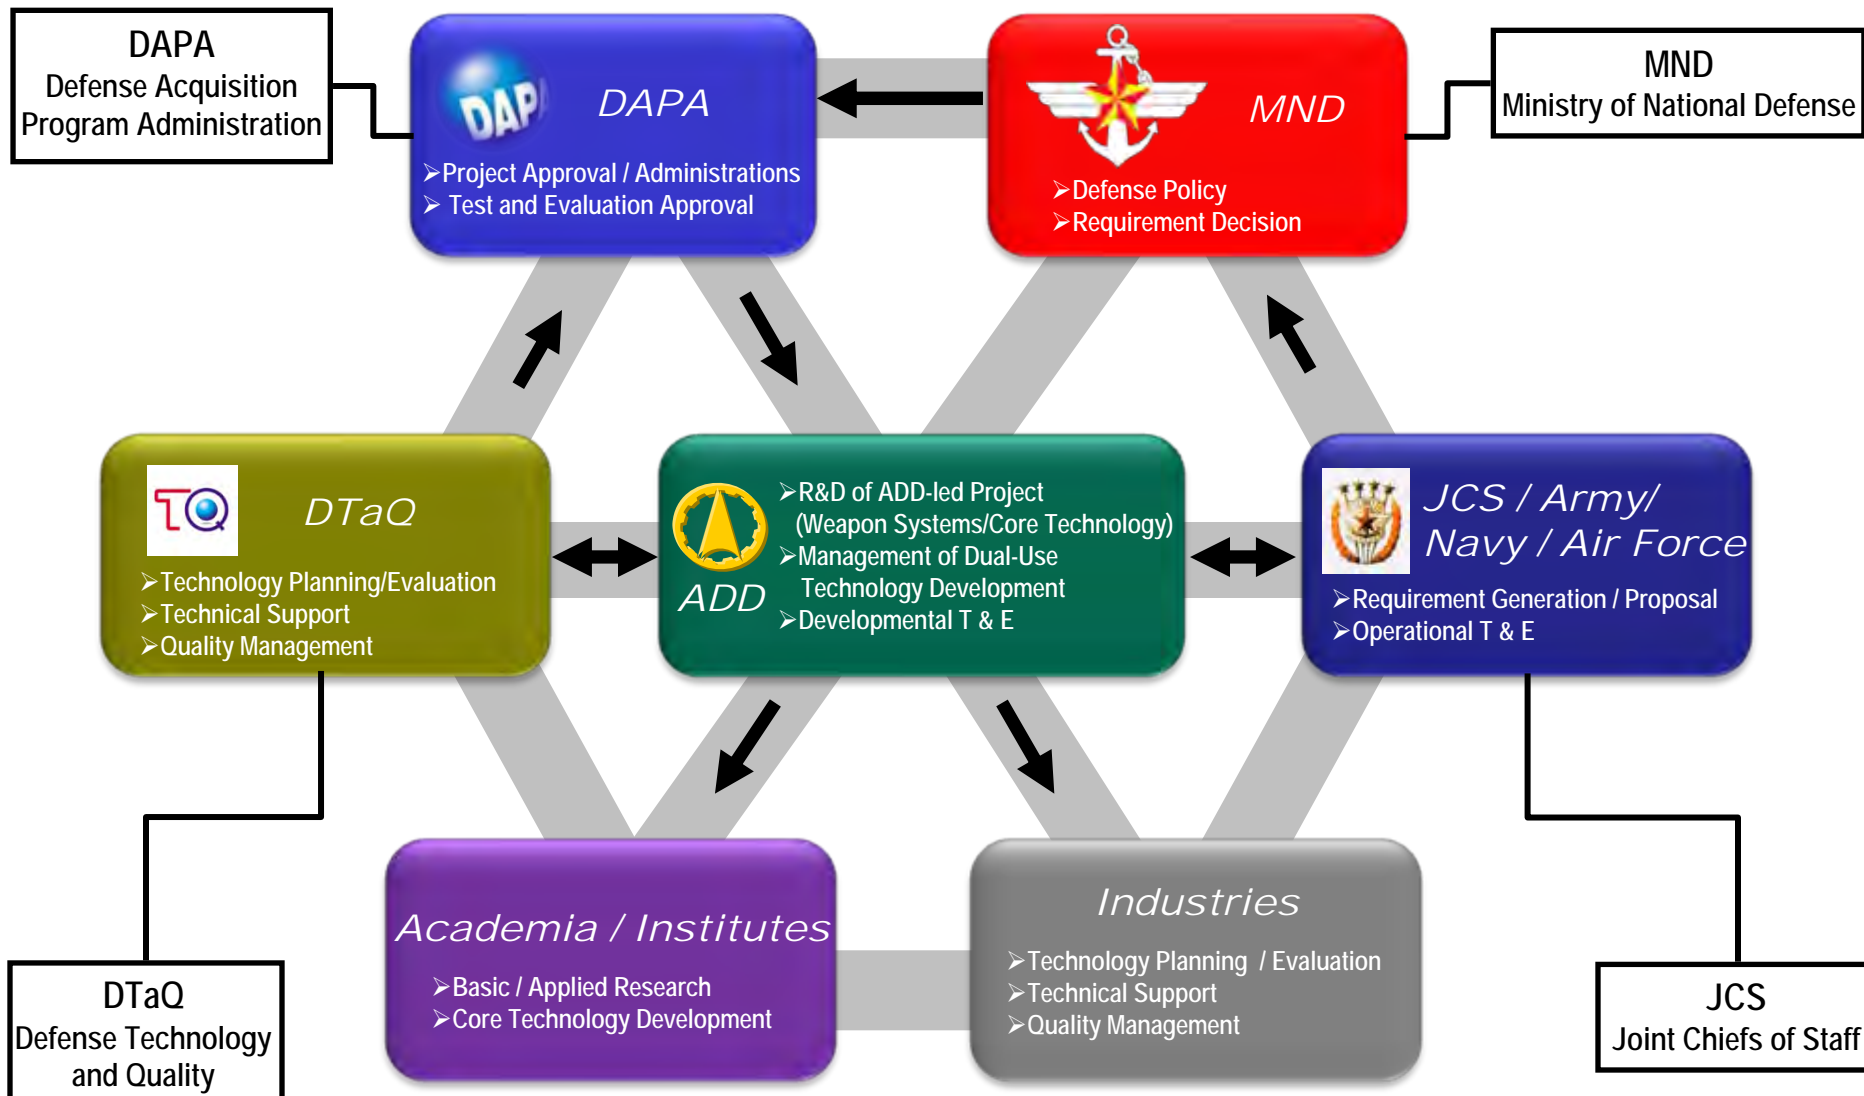 DAPA
Defense Acquisition
Program Administration
DAPA
DAPA
➢Project Approval / Administrations
➢ Test and Evaluation Approval
MND
➢Defense Policy
➢Requirement Decision
MND
Ministry of National Defense
TQ
DTaQ
➢Technology Planning/Evaluation
➢Technical Support
➢Quality Management
ADD
➢R&D of ADD-led Project
(Weapon Systems/Core Technology)
➢Management of Dual-Use
Technology Development
➢Developmental T & E
JCS / Army/
Navy / Air Force
➢Requirement Generation / Proposal
➢Operational T & E
Academia / Institutes
➢Basic / Applied Research
➢Core Technology Development
Industries
➢Technology Planning / Evaluation
➢Technical Support
➢Quality Management
DTaQ
Defense Technology
and Quality
JCS
Joint Chiefs of Staff